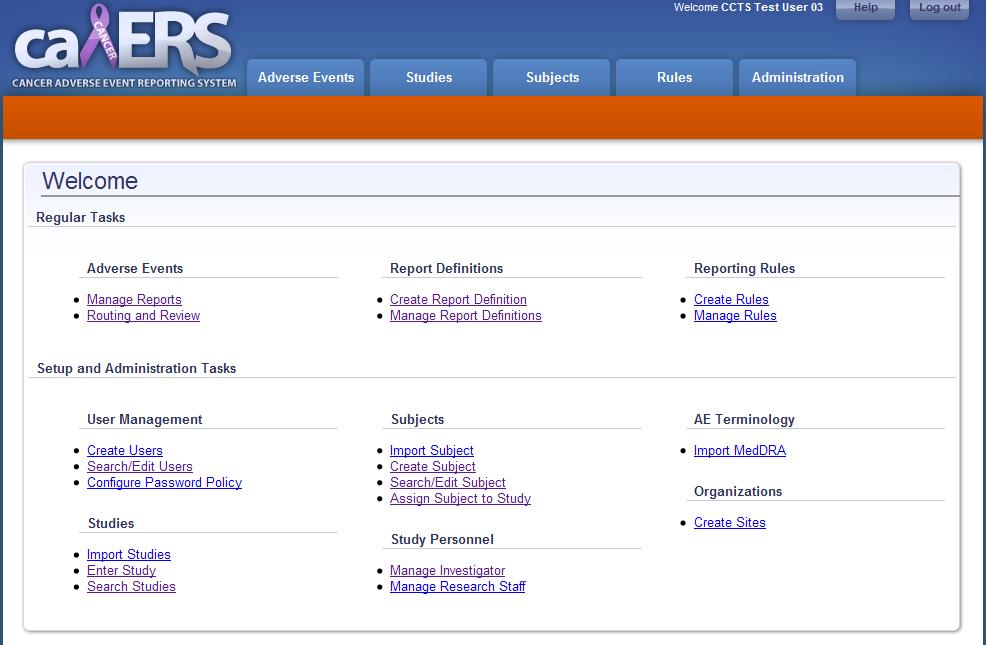 Welcome CCTS Test User 03
Help
Log out
caAERS
CANCER
CANCER ADVERSE EVENT REPORTING SYSTEM
Adverse Events
Studies
Subjects
Rules
Administration
Welcome
Regular Tasks
Adverse Events
Manage Reports
Routing and Review
Report Definitions
Create Report Definition
Manage Report Definitions
Reporting Rules
Create Rules
Manage Rules
Setup and Administration Tasks
User Management
Create Users
Search/Edit Users
Configure Password Policy
Studies
Import Studies
Enter Study
Search Studies
Subjects
Import Subject
Create Subject
Search/Edit Subject
Assign Subject to Study
Study Personnel
Manage Investigator
Manage Research Staff
AE Terminology
Import MedDRA
Organizations
Create Sites